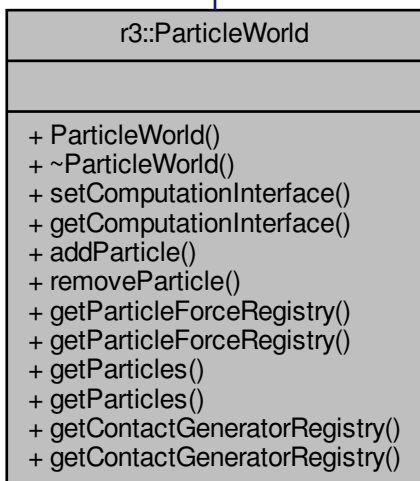 r3::ParticleWorld
+ ParticleWorld()
+ ~ParticleWorld()
+ setComputationInterface()
+ getComputationInterface()
+ addParticle()
+ removeParticle()
+ getParticleForceRegistry()
+ getParticleForceRegistry()
+ getParticles()
+ getParticles()
+ getContactGeneratorRegistry()
+ getContactGeneratorRegistry()